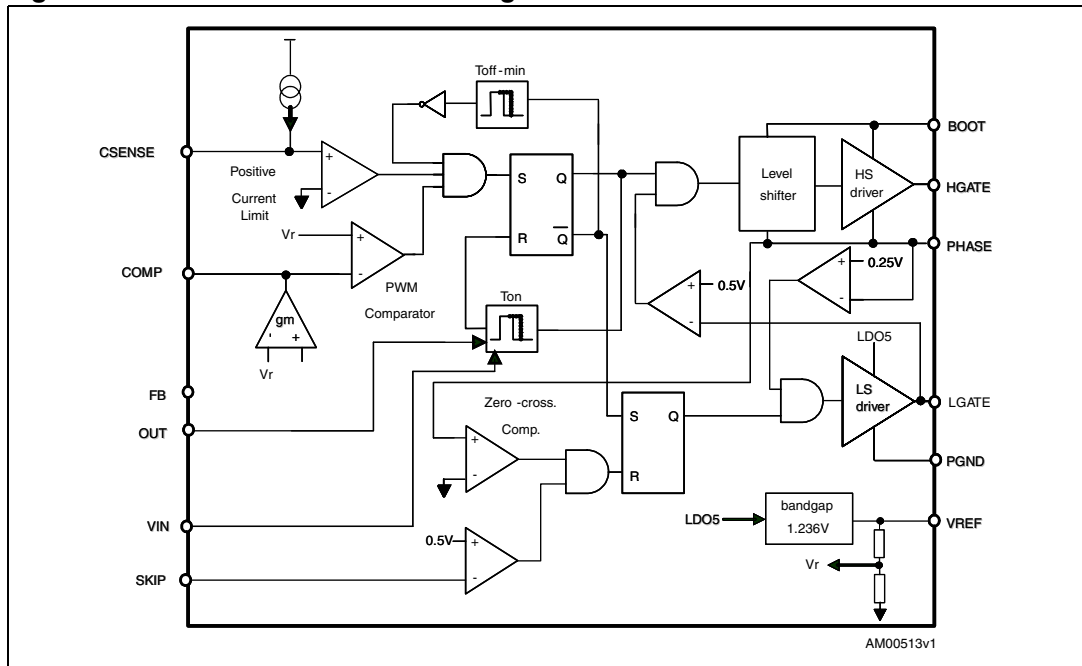 Toff-min
CSENSE
Positive
Current
Limit
+
-
S
Q
R
Q
Level
shifter
HS
driver
BOOT
HGATE
PHASE
Vr
+
-
COMP
PWM
Comparator
gm
-
+
Vr
Ton
+
-
0.5V
+
-
0.25V
LDO5
LS
driver
LGATE
PGND
FB
OUT
Zero -cross.
Comp.
+
-
S
Q
R
VIN
0.5V
+
-
SKIP
LDO5
bandgap
1.236V
VREF
Vr
AM00513v1